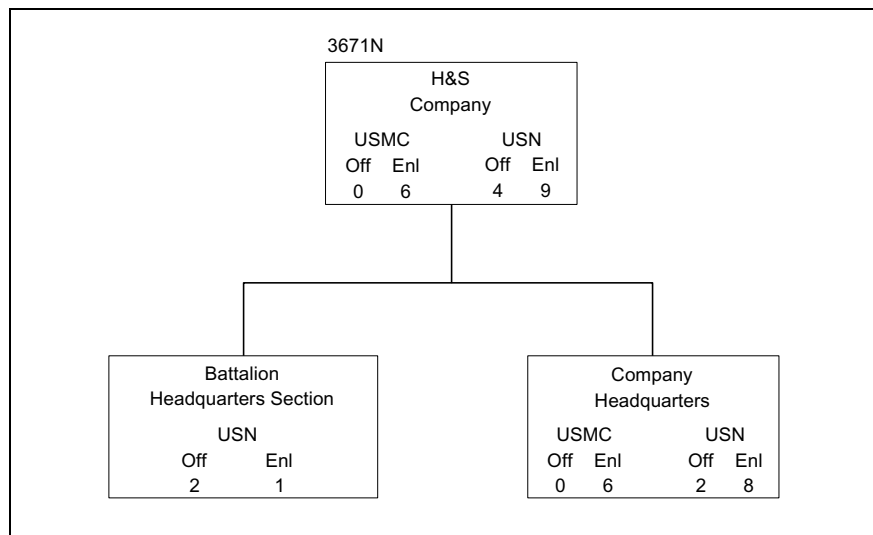 3671N
H&S
Company
USMC USN
Off Enl Off Enl
0 6 4 9
Battalion
Headquarters Section
USN
Off Enl
2 1
Company
Headquarters
USMC USN
Off Enl Off Enl
0 6 2 8